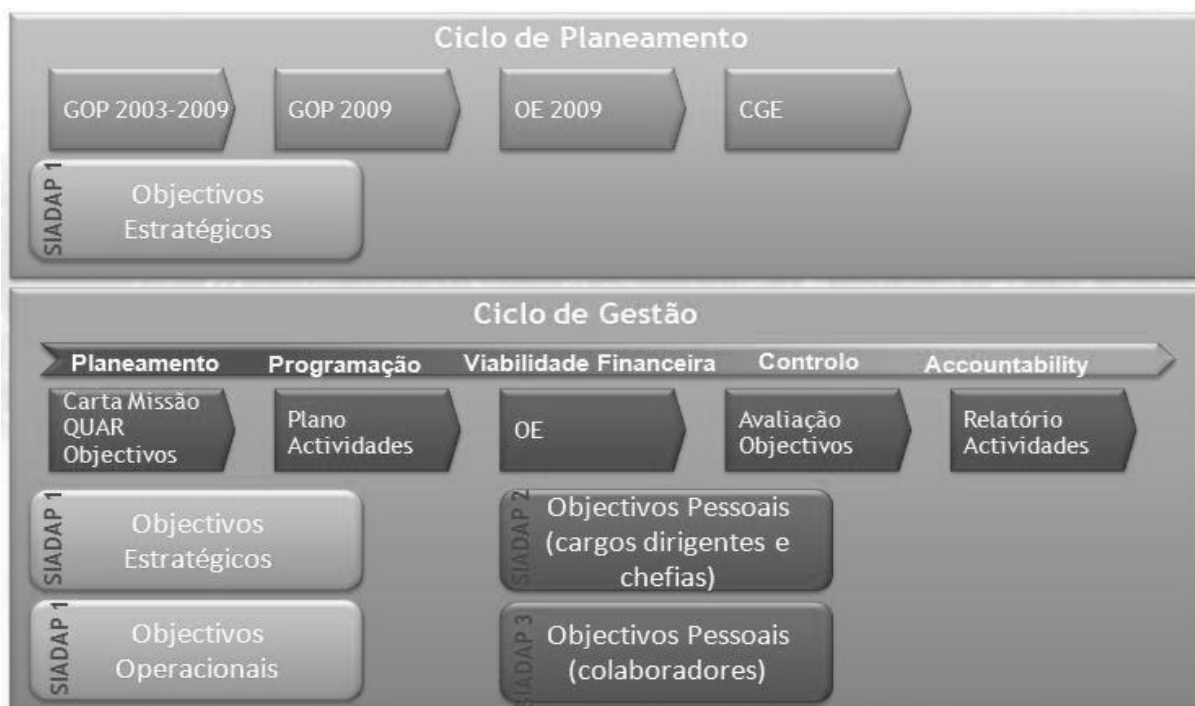 Ciclo de Planeamento
GOP 2003-2009
GOP 2009
OE 2009
CGE
SIADAP 1
Objectivos
Estratégicos
Ciclo de Gestão
Planeamento
Programação
Viabilidade Financeira
Controlo
Accountability
Carta Missão
QUAR
Objectivos
Plano
Actividades
OE
Avaliação
Objectivos
Relatório
Actividades
SIADAP 1
Objectivos
Estratégicos
SIADAP 2
Objectivos Pessoais
(cargos dirigentes e
chefias)
SIADAP 1
Objectivos
Operacionais
SIADAP 3
Objectivos Pessoais
(colaboradores)